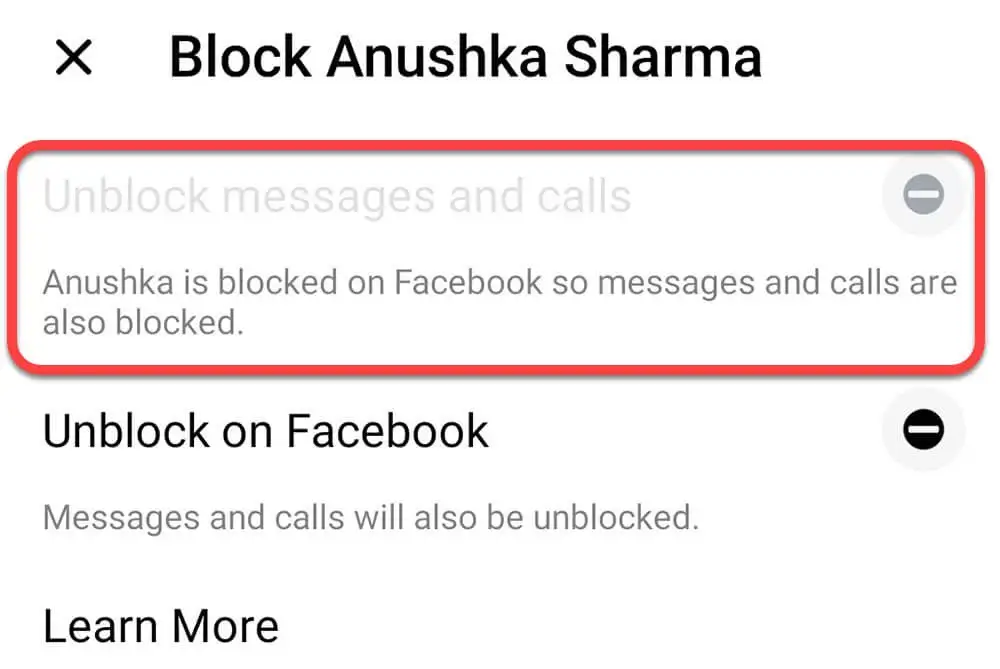 Block Anushka Sharma
Unblock messages and calls
Anushka is blocked on Facebook so messages and calls are
also blocked.
Unblock on Facebook
Messages and calls will also be unblocked.
Learn More